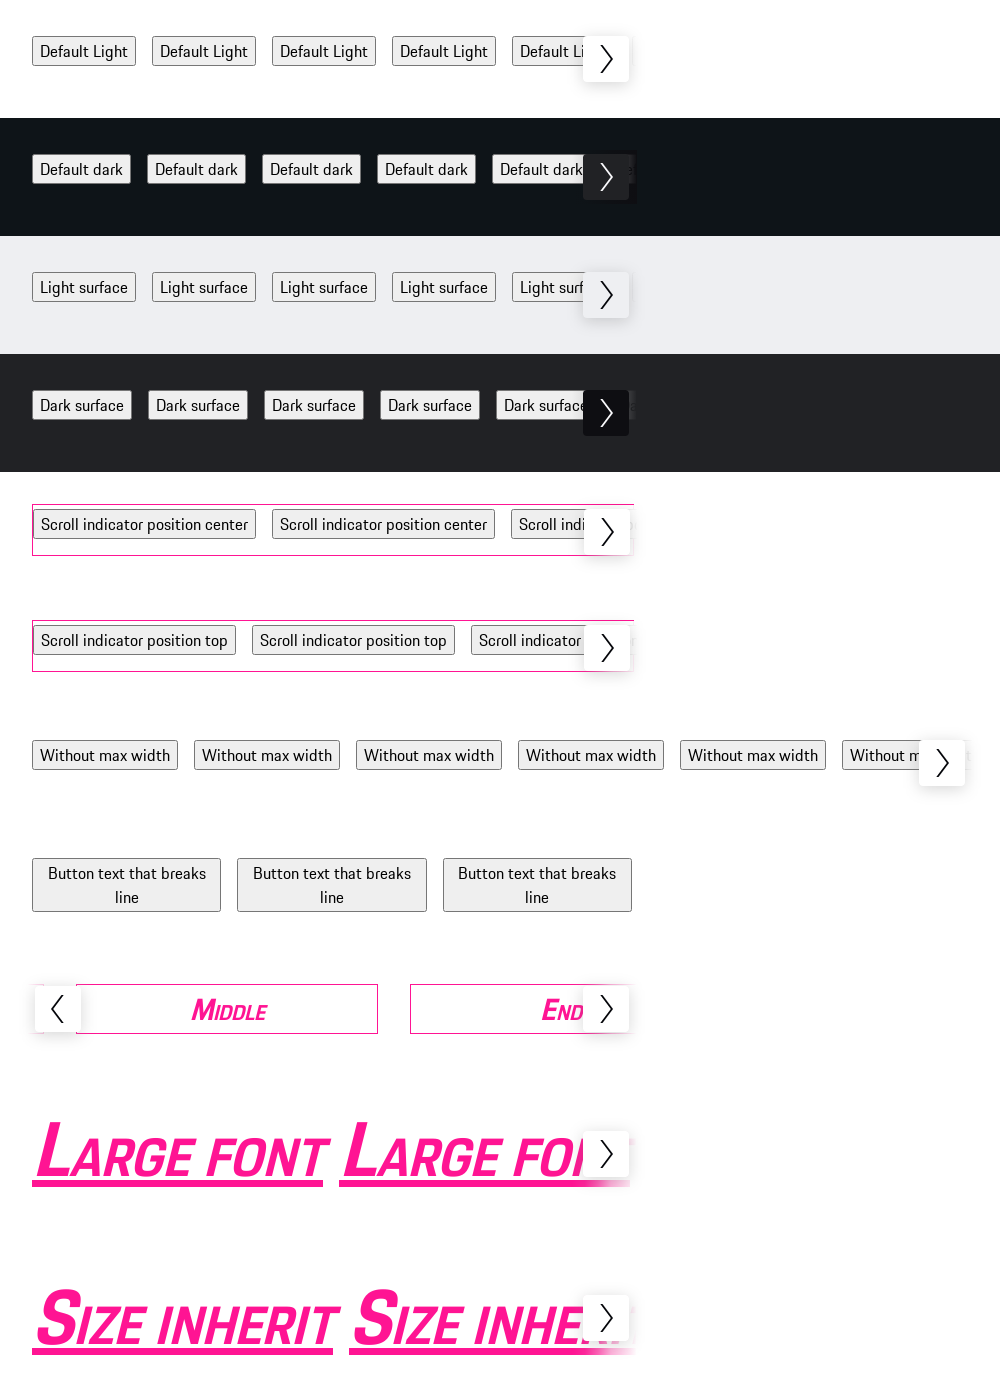 Default Light Default Light Default Light Default Light Default
Default dark Default dark Default dark Default dark Default dark
Light surface Light surface Light surface Light surface Light
Dark surface Dark surface Dark surface Dark surface Dark surface
Scroll indicator position center Scroll indicator position center Scroll
Scroll indicator position top Scroll indicator position top Scroll indicator
Without max width Without max width Without max width Without max width Without max width Without
Button text that breaks Button text that breaks Button text that breaks
line line line
Middle End
Large font Large
Size inherit Size